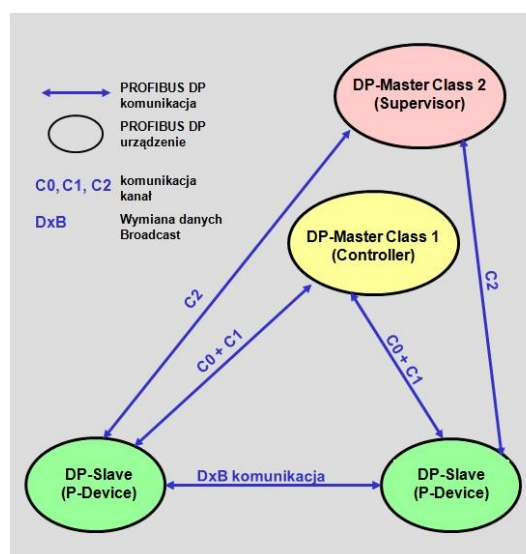 PROFIBUS DP
komunikacja
PROFIBUS DP
urządzenie
C0, C1, C2 komunikacja
kanał
DxB Wymiana danych
Broadcast
DP-Master Class 2
(Supervisor)
DP-Master Class 1
(Controller)
C2
C0 + C1
C0 + C1
C2
DP-Slave
(P-Device)
DxB komunikacja
DP-Slave
(P-Device)